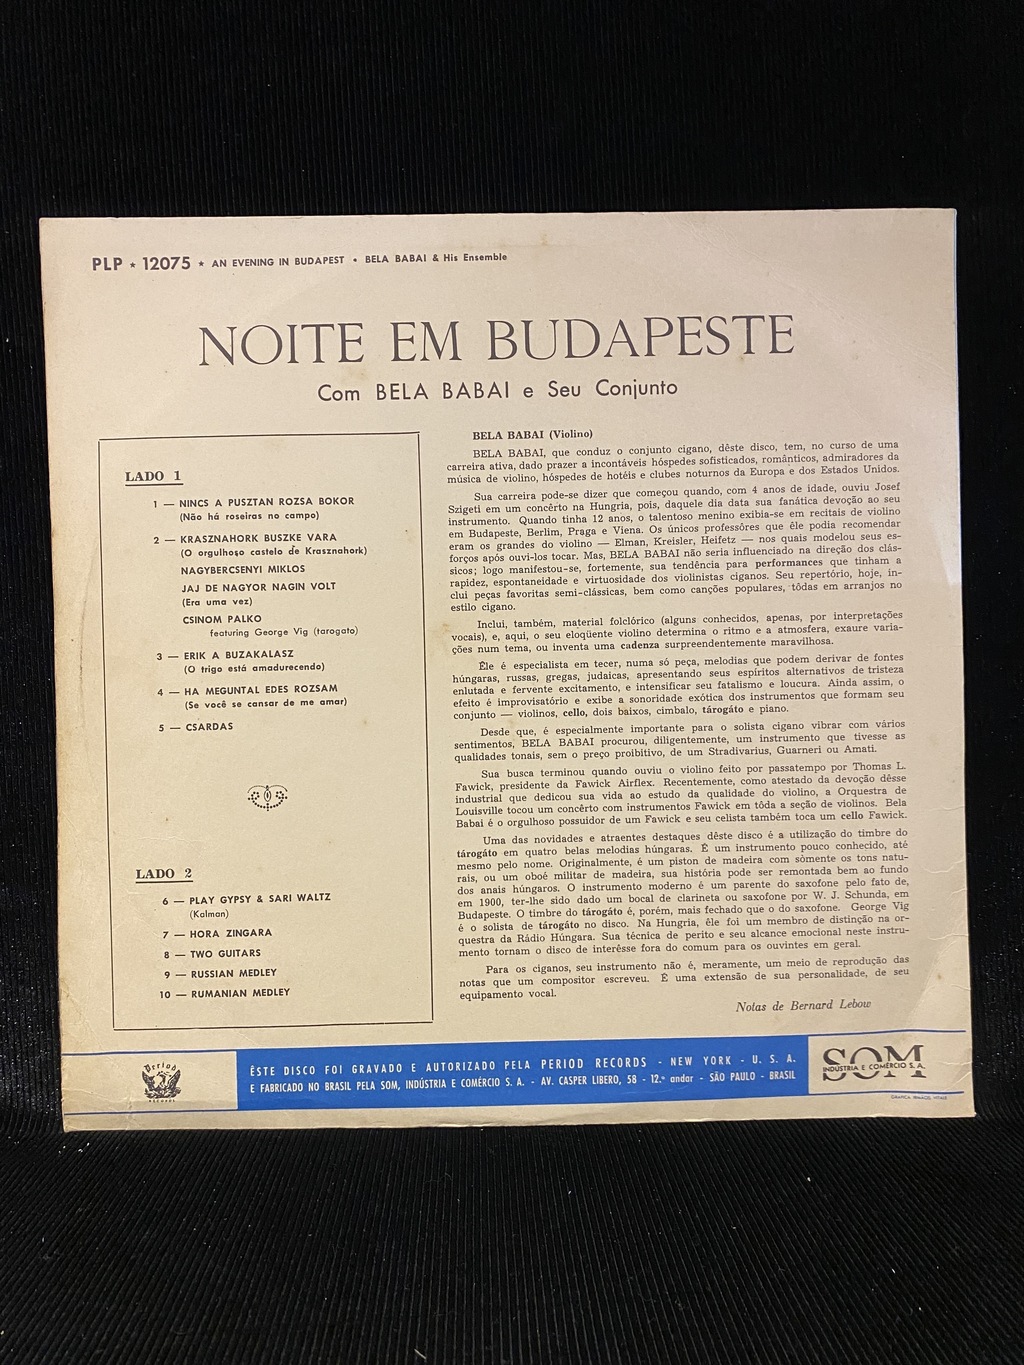 PLP ★ 12075 ★ AN EVENING IN BUDAPEST • BELA BABAI & His Ensemble
NOITE EM BUDAPESTE
Com BELA BABAI e Seu Conjunto
LADO 1
1 — NINCS A PUSZTAN ROZSA BOKOR
(Não há roseiras no campo)
2 — KRASZNAHORK BUSZKE VARA
(O orgulhoso castelo de Krasznahork)
NAGYBERCSENYI MIKLOS
JAJ DE NAGYOR NAGIN VOLT
(Era uma vez)
CSINOM PALKO
featuring George Vig (tarogato)
3 — ERIK A BUZAKALASZ
(O trigo está amadurecendo)
4 — HA MEGUNTAL EDES ROZSAM
(Se você se cansar de me amar)
5 — CSARDAS
LADO 2
6 — PLAY GYPSY & SARI WALTZ
(Kalman)
7 — HORA ZINGARA
8 — TWO GUITARS
9 — RUSSIAN MEDLEY
10 — RUMANIAN MEDLEY
BELA BABAI (Violino)
BELA BABAI, que conduz o conjunto cigano, dêste disco, tem, no curso de uma
carreira ativa, dado prazer a incontáveis hóspedes sofisticados, românticos, admiradores da
música de violino, hóspedes de hotéis e clubes noturnos da Europa e dos Estados Unidos.
Sua carreira pode-se dizer que começou quando, com 4 anos de idade, ouviu Josef
Szigeti em um concêrto na Hungria, pois, daquele dia data sua fanática devoção ao seu
instrumento. Quando tinha 12 anos, o talentoso menino exibia-se em recitais de violino
em Budapeste, Berlim, Praga e Viena. Os únicos professôres que êle podia recomendar
eram os grandes do violino — Elman, Kreisler, Heifetz — nos quais modelou seus es-
forços após ouvi-los tocar. Mas, BELA BABAI não seria influenciado na direção dos clás-
sicos; logo manifestou-se, fortemente, sua tendência para performances que tinham a
rapidez, espontaneidade e virtuosidade dos violinistas ciganos. Seu repertório, hoje, in-
clui peças favoritas semi-clássicas, bem como canções populares, tôdas em arranjos no
estilo cigano.
Inclui, também, material folclórico (alguns conhecidos, apenas, por interpretações
vocais), e, aqui, o seu eloqüente violino determina o ritmo e a atmosfera, exaure varia-
ções num tema, ou inventa uma cadenza surpreendentemente maravilhosa.
Êle é especialista em tecer, numa só peça, melodias que podem derivar de fontes
húngaras, russas, gregas, judaicas, apresentando seus espíritos alternativos de tristeza
enlutada e fervente excitamento, e intensificar seu fatalismo e loucura. Ainda assim, o
efeito é improvisatório e exibe a sonoridade exótica dos instrumentos que formam seu
conjunto — violinos, cello, dois baixos, cimbalo, tárogáto e piano.
Desde que, é especialmente importante para o solista cigano vibrar com vários
sentimentos, BELA BABAI procurou, diligentemente, um instrumento que tivesse as
qualidades tonais, sem o preço proibitivo, de um Stradivarius, Guarneri ou Amati.
Sua busca terminou quando ouviu o violino feito por passatempo por Thomas L.
Fawick, presidente da Fawick Airflex. Recentemente, como atestado da devoção dêsse
industrial que dedicou sua vida ao estudo da qualidade do violino, a Orquestra de
Louisville tocou um concêrto com instrumentos Fawick em tôda a seção de violinos. Bela
Babai é o orgulhoso possuidor de um Fawick e seu celista também toca um cello Fawick.
Uma das novidades e atraentes destaques dêste disco é a utilização do timbre do
tárogáto em quatro belas melodias húngaras. É um instrumento pouco conhecido, até
mesmo pelo nome. Originalmente, é um piston de madeira com sòmente os tons natu-
rais, ou um oboé militar de madeira, sua história pode ser remontada bem ao fundo
dos anais húngaros. O instrumento moderno é um parente do saxofone pelo fato de,
em 1900, ter-lhe sido dado um bocal de clarineta ou saxofone por W. J. Schunda, em
Budapeste. O timbre do tárogáto é, porém, mais fechado que o do saxofone. George Vig
é o solista de tárogáto no disco. Na Hungria, êle foi um membro de distinção na or-
questra da Rádio Húngara. Sua técnica de perito e seu alcance emocional neste instru-
mento tornam o disco de interêsse fora do comum para os ouvintes em geral.
Para os ciganos, seu instrumento não é, meramente, um meio de reprodução das
notas que um compositor escreveu. É uma extensão de sua personalidade, de seu
equipamento vocal.
Notas de Bernard Lebow
Period
RECORDS
ÊSTE DISCO FOI GRAVADO E AUTORIZADO PELA PERIOD RECORDS - NEW YORK - U. S. A.
E FABRICADO NO BRASIL PELA SOM, INDÚSTRIA E COMÉRCIO S. A. - AV. CASPER LIBERO, 58 - 12.º andar - SÃO PAULO - BRASIL
SOM
INDÚSTRIA E COMÉRCIO S. A.
GRAFICA IRMÃOS VITALE